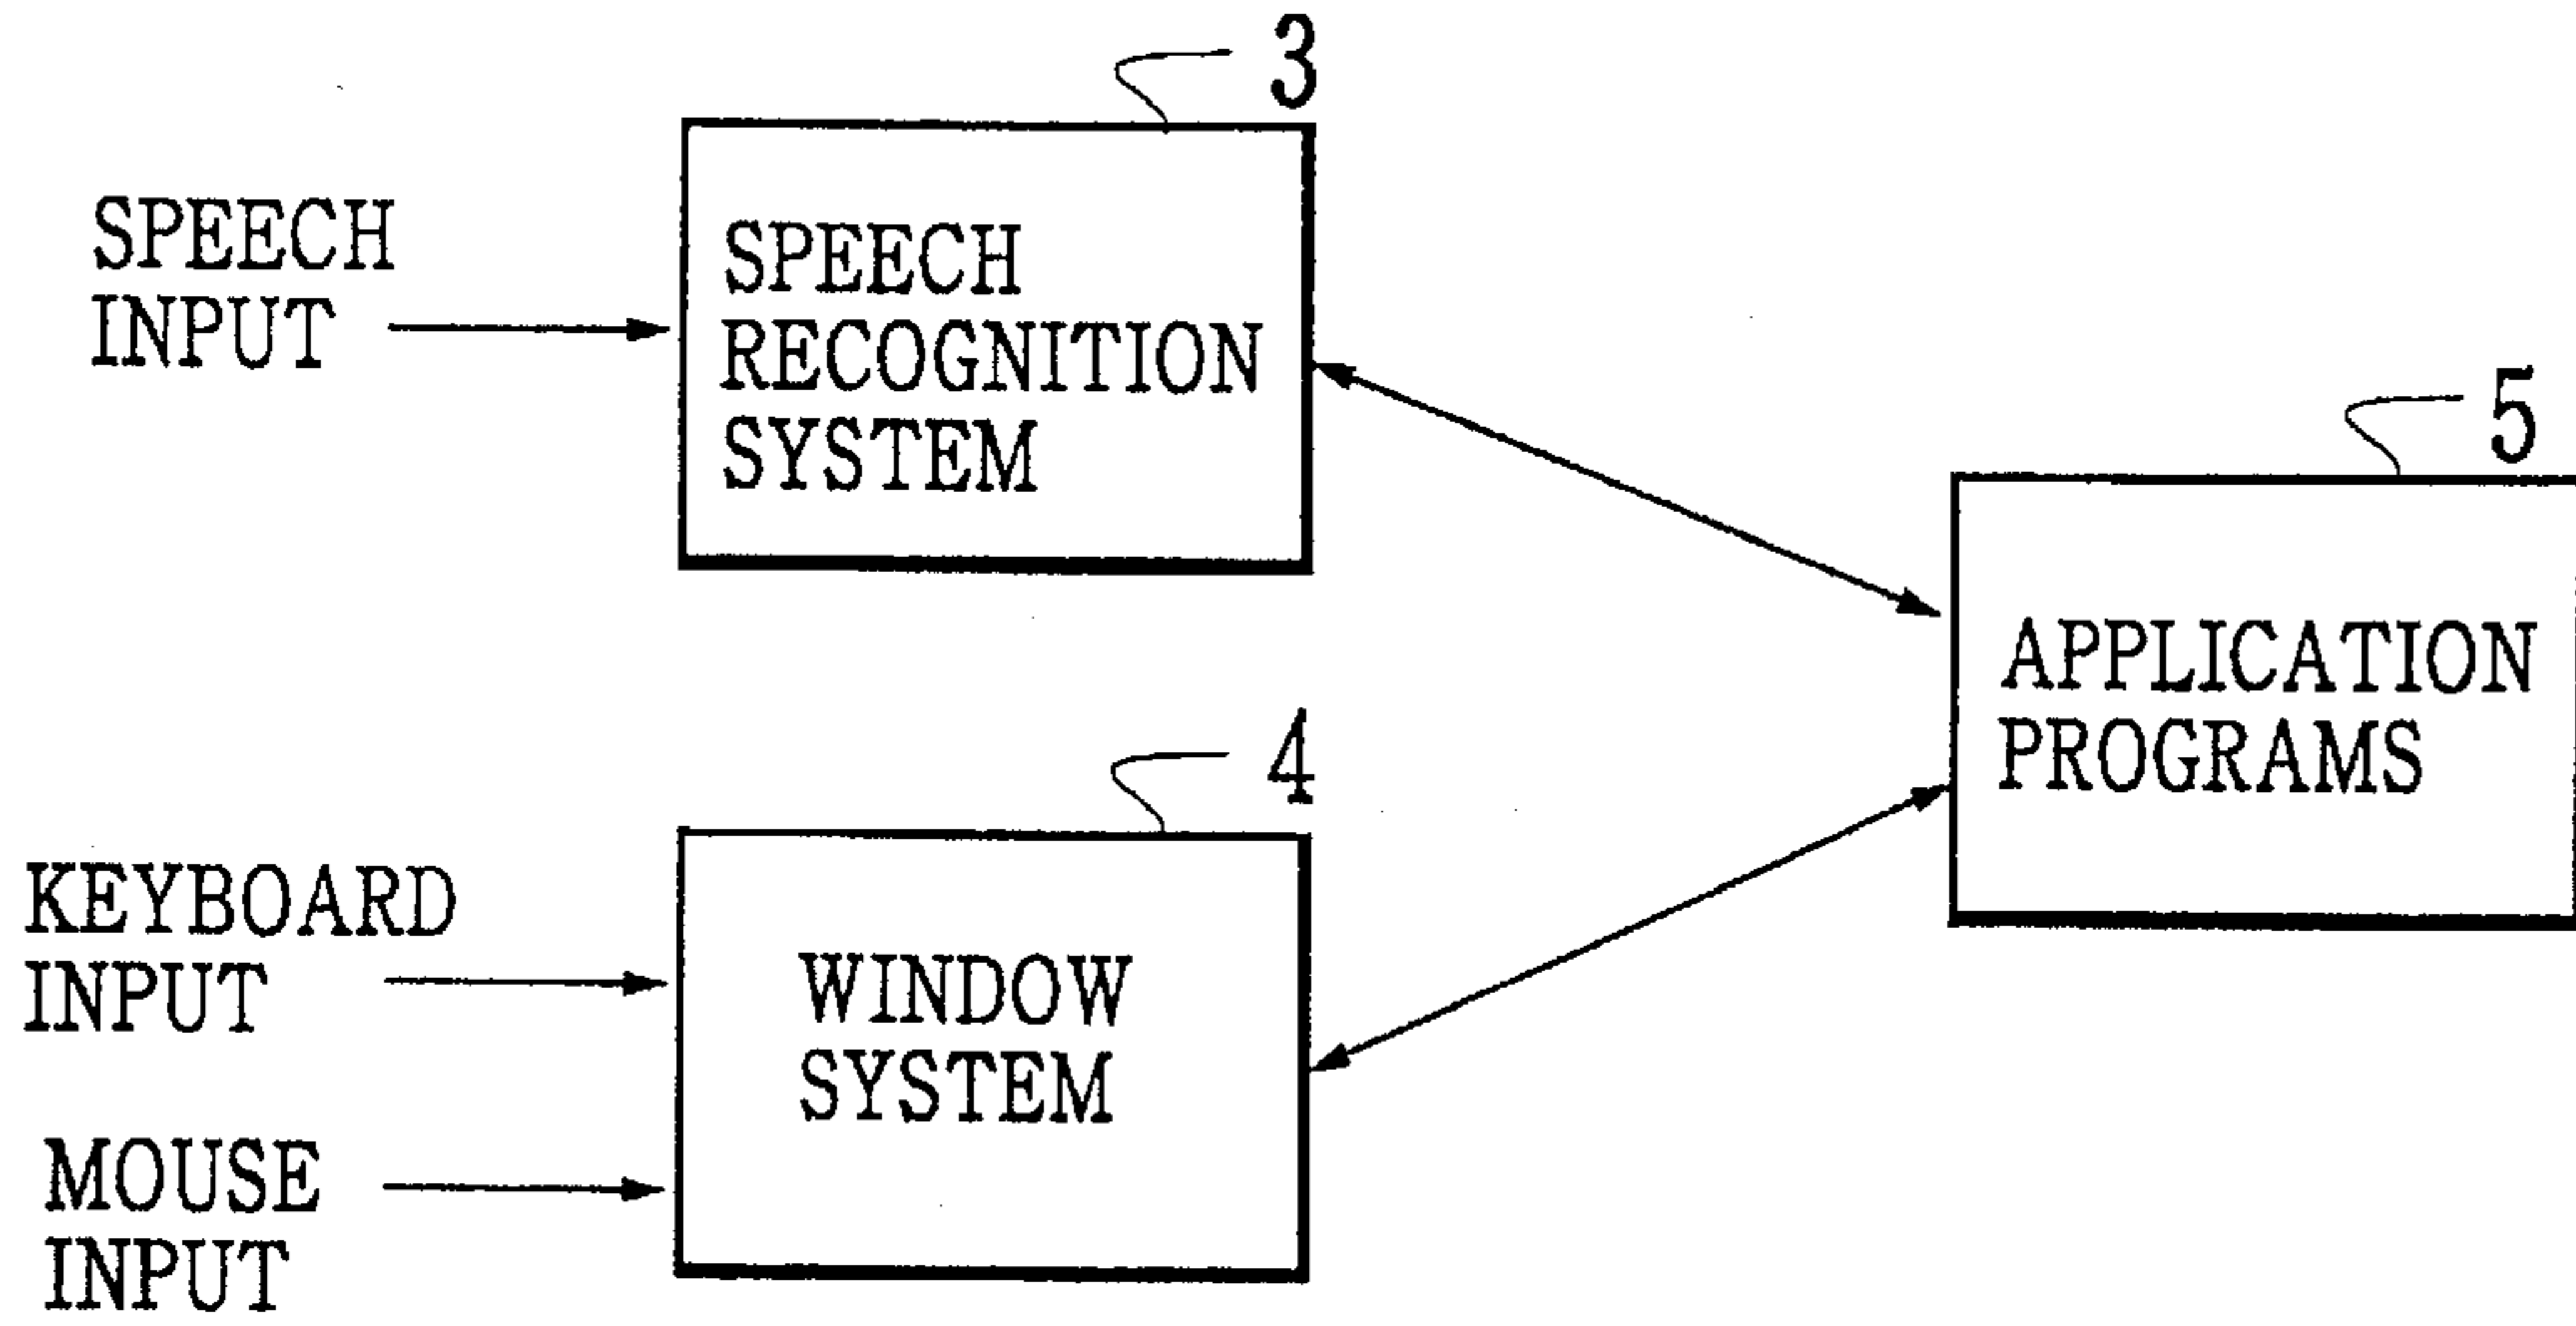 3
SPEECH
INPUT
SPEECH
RECOGNITION
SYSTEM
5
APPLICATION
PROGRAMS
4
KEYBOARD
INPUT
WINDOW
SYSTEM
MOUSE
INPUT